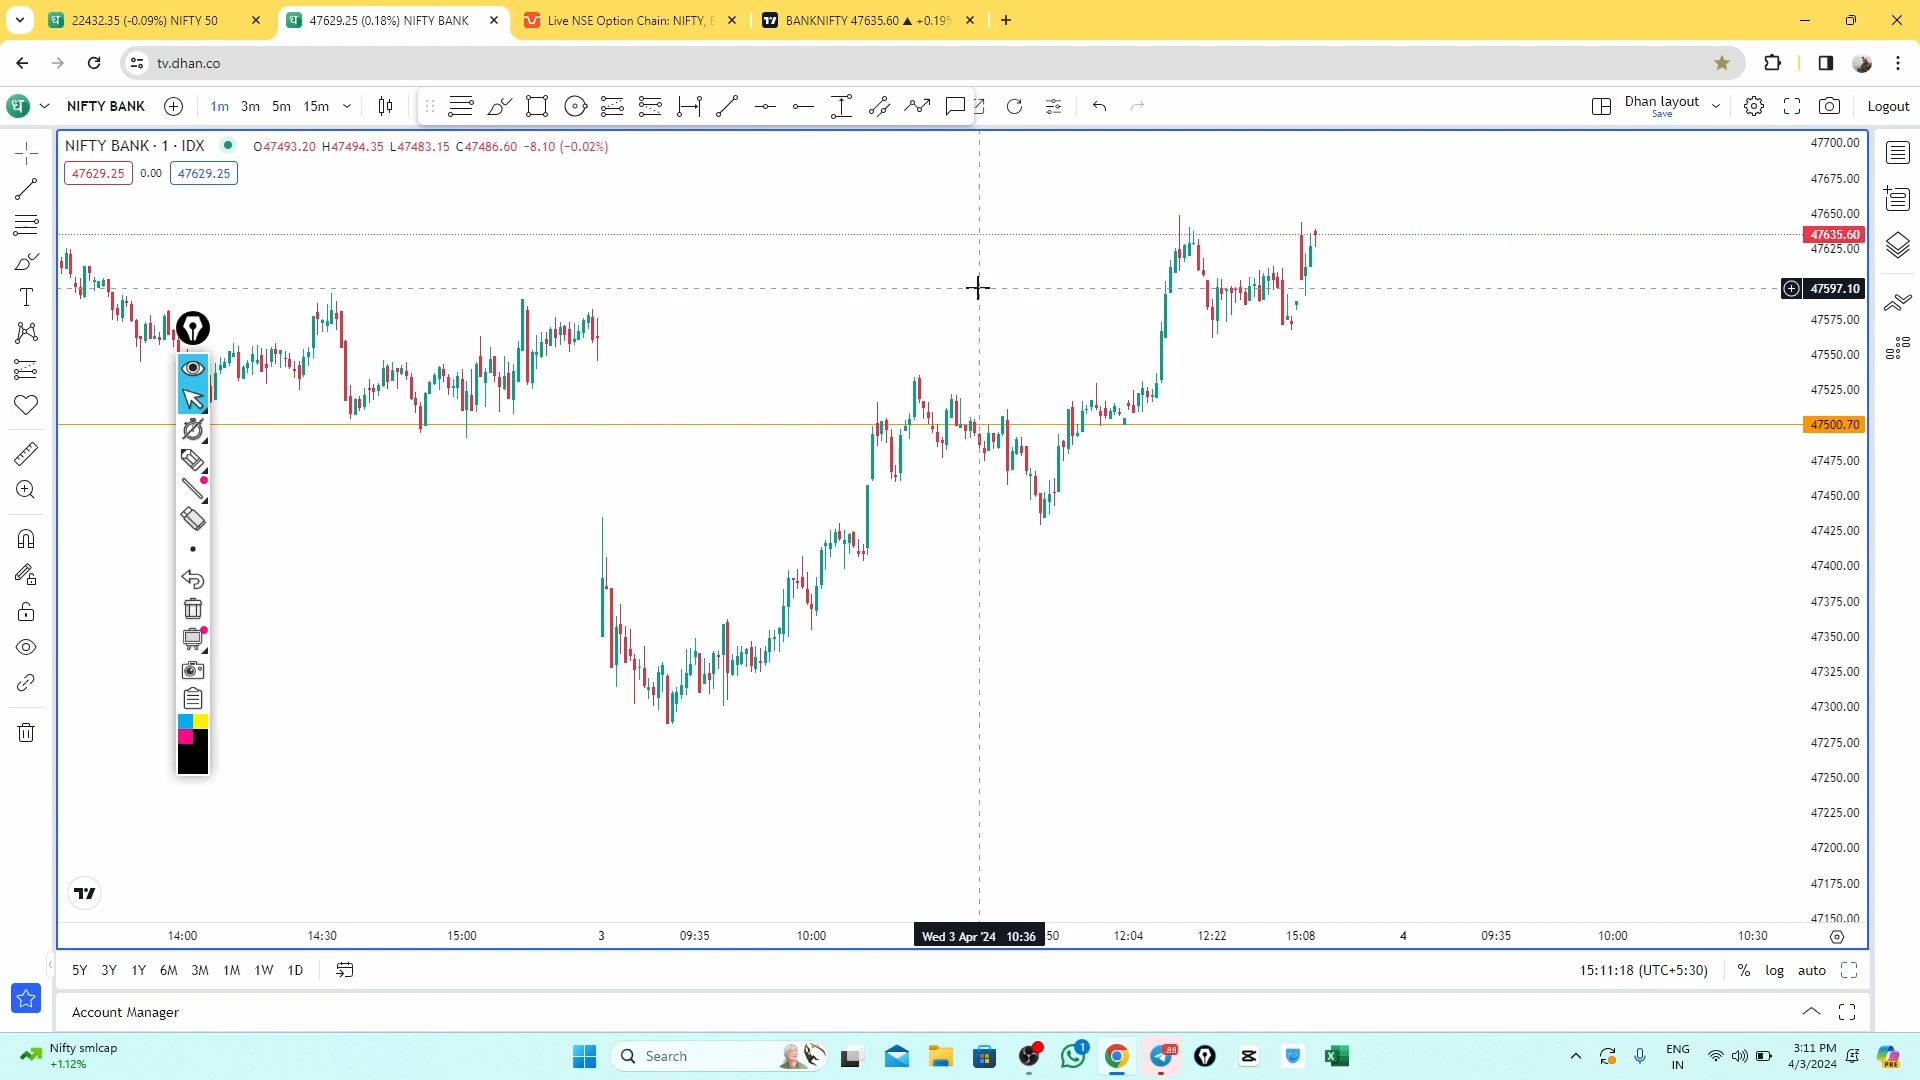 22432.35 (-0.09%) NIFTY 50
47629.25 (0.18%) NIFTY BANK
Live NSE Option Chain: NIFTY,
BANKNIFTY 47635.60 ▲ +0.19%
tv.dhan.co
NIFTY BANK
1m 3m 5m 15m
Dhan layout
Save
Logout
NIFTY BANK · 1 · IDX
O47493.20 H47494.35 L47483.15 C47486.60 −8.10 (−0.02%)
47629.25 0.00 47629.25
47700.00
47675.00
47650.00
47635.60
47625.00
47597.10
47575.00
47550.00
47525.00
47500.70
47475.00
47450.00
47425.00
47400.00
47375.00
47350.00
47325.00
47300.00
47275.00
47250.00
47225.00
47200.00
47175.00
47150.00
14:00 14:30 15:00 3 09:35 10:00 Wed 3 Apr '24 10:36 :50 12:04 12:22 15:08 4 09:35 10:00 10:30
5Y 3Y 1Y 6M 3M 1M 1W 1D
15:11:18 (UTC+5:30) % log auto
Account Manager
Nifty smlcap
+1.12%
Search
1
88
ENG
IN
3:11 PM
4/3/2024
PRE